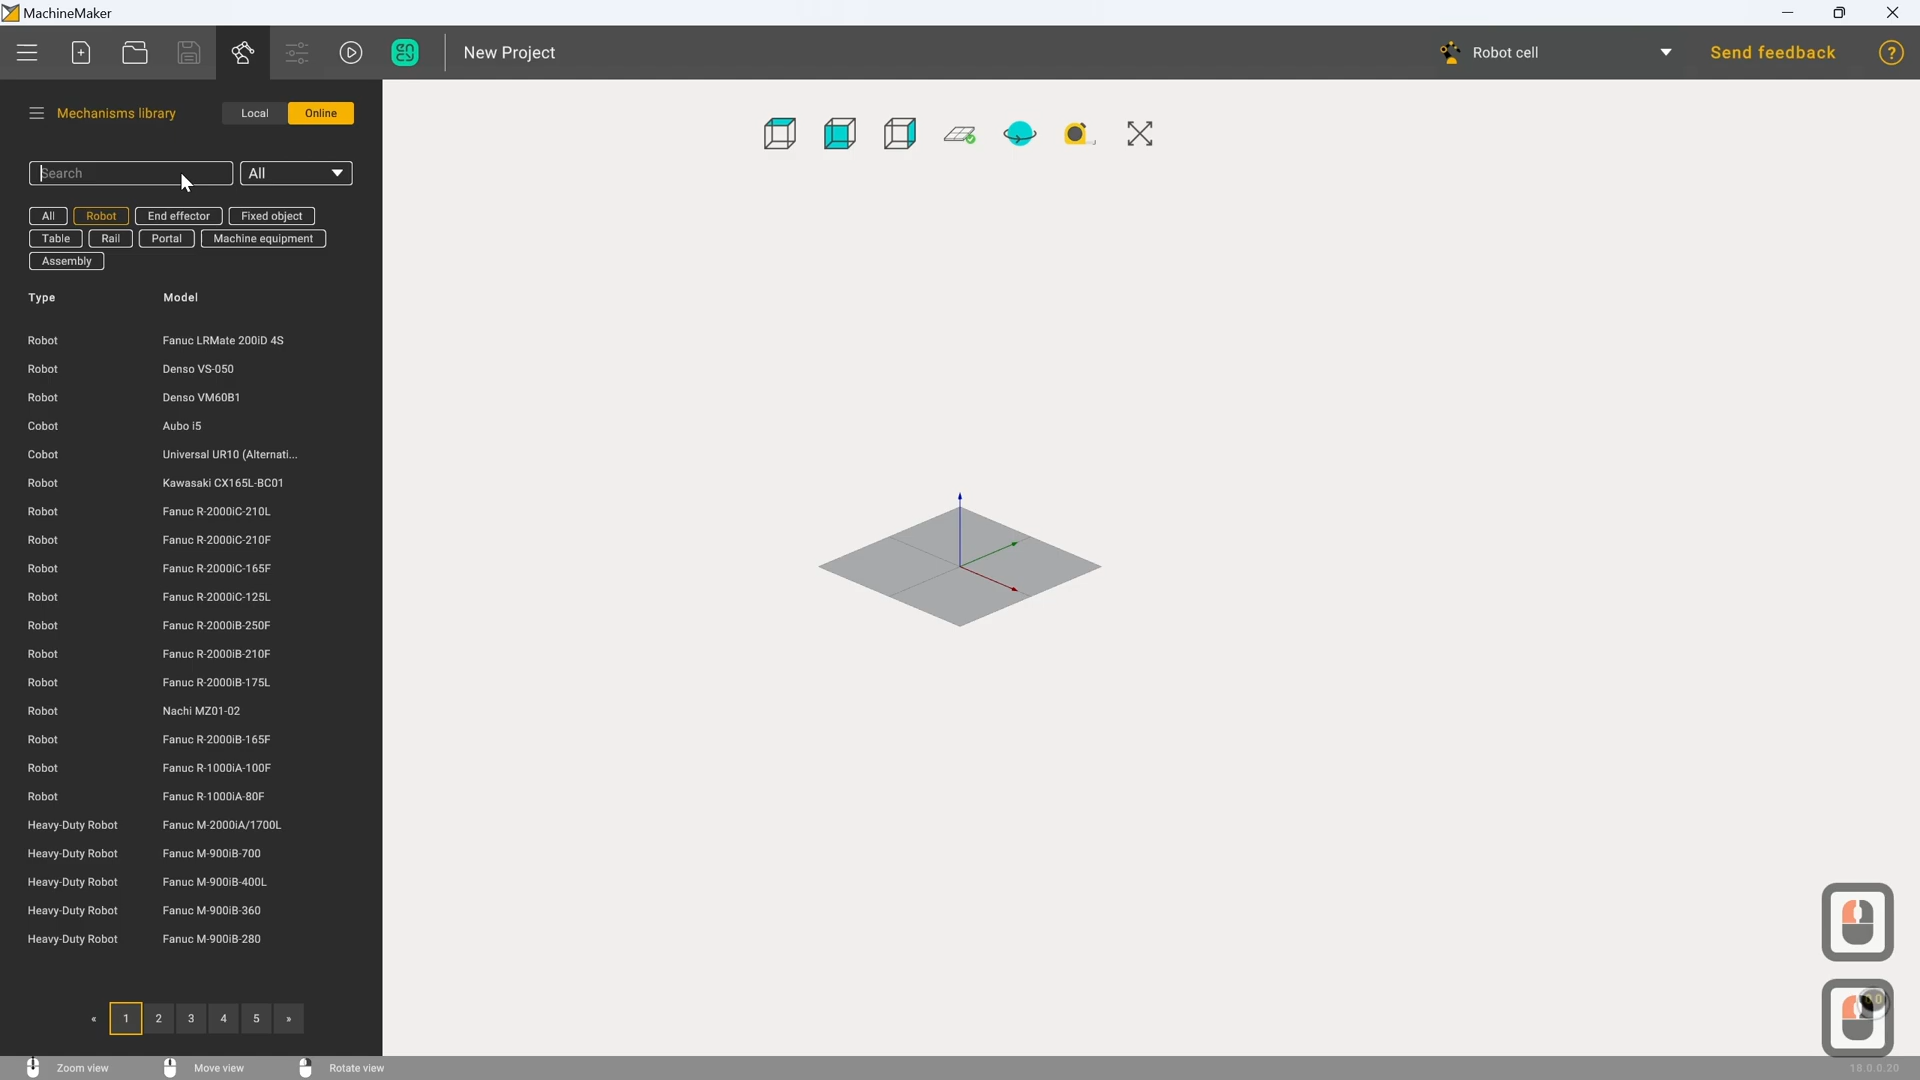 MachineMaker
New Project
Robot cell
Send feedback
?
Mechanisms library
Local
Online
Search
All
All
Robot
End effector
Fixed object
Table
Rail
Portal
Machine equipment
Assembly
Type Model
Robot Fanuc LRMate 200iD 4S
Robot Denso VS-050
Robot Denso VM60B1
Cobot Aubo i5
Cobot Universal UR10 (Alternati...
Robot Kawasaki CX165L-BC01
Robot Fanuc R-2000iC-210L
Robot Fanuc R-2000iC-210F
Robot Fanuc R-2000iC-165F
Robot Fanuc R-2000iC-125L
Robot Fanuc R-2000iB-250F
Robot Fanuc R-2000iB-210F
Robot Fanuc R-2000iB-175L
Robot Nachi MZ01-02
Robot Fanuc R-2000iB-165F
Robot Fanuc R-1000iA-100F
Robot Fanuc R-1000iA-80F
Heavy-Duty Robot Fanuc M-2000iA/1700L
Heavy-Duty Robot Fanuc M-900iB-700
Heavy-Duty Robot Fanuc M-900iB-400L
Heavy-Duty Robot Fanuc M-900iB-360
Heavy-Duty Robot Fanuc M-900iB-280
« 1 2 3 4 5 »
Zoom view
Move view
Rotate view
18.0.0.20